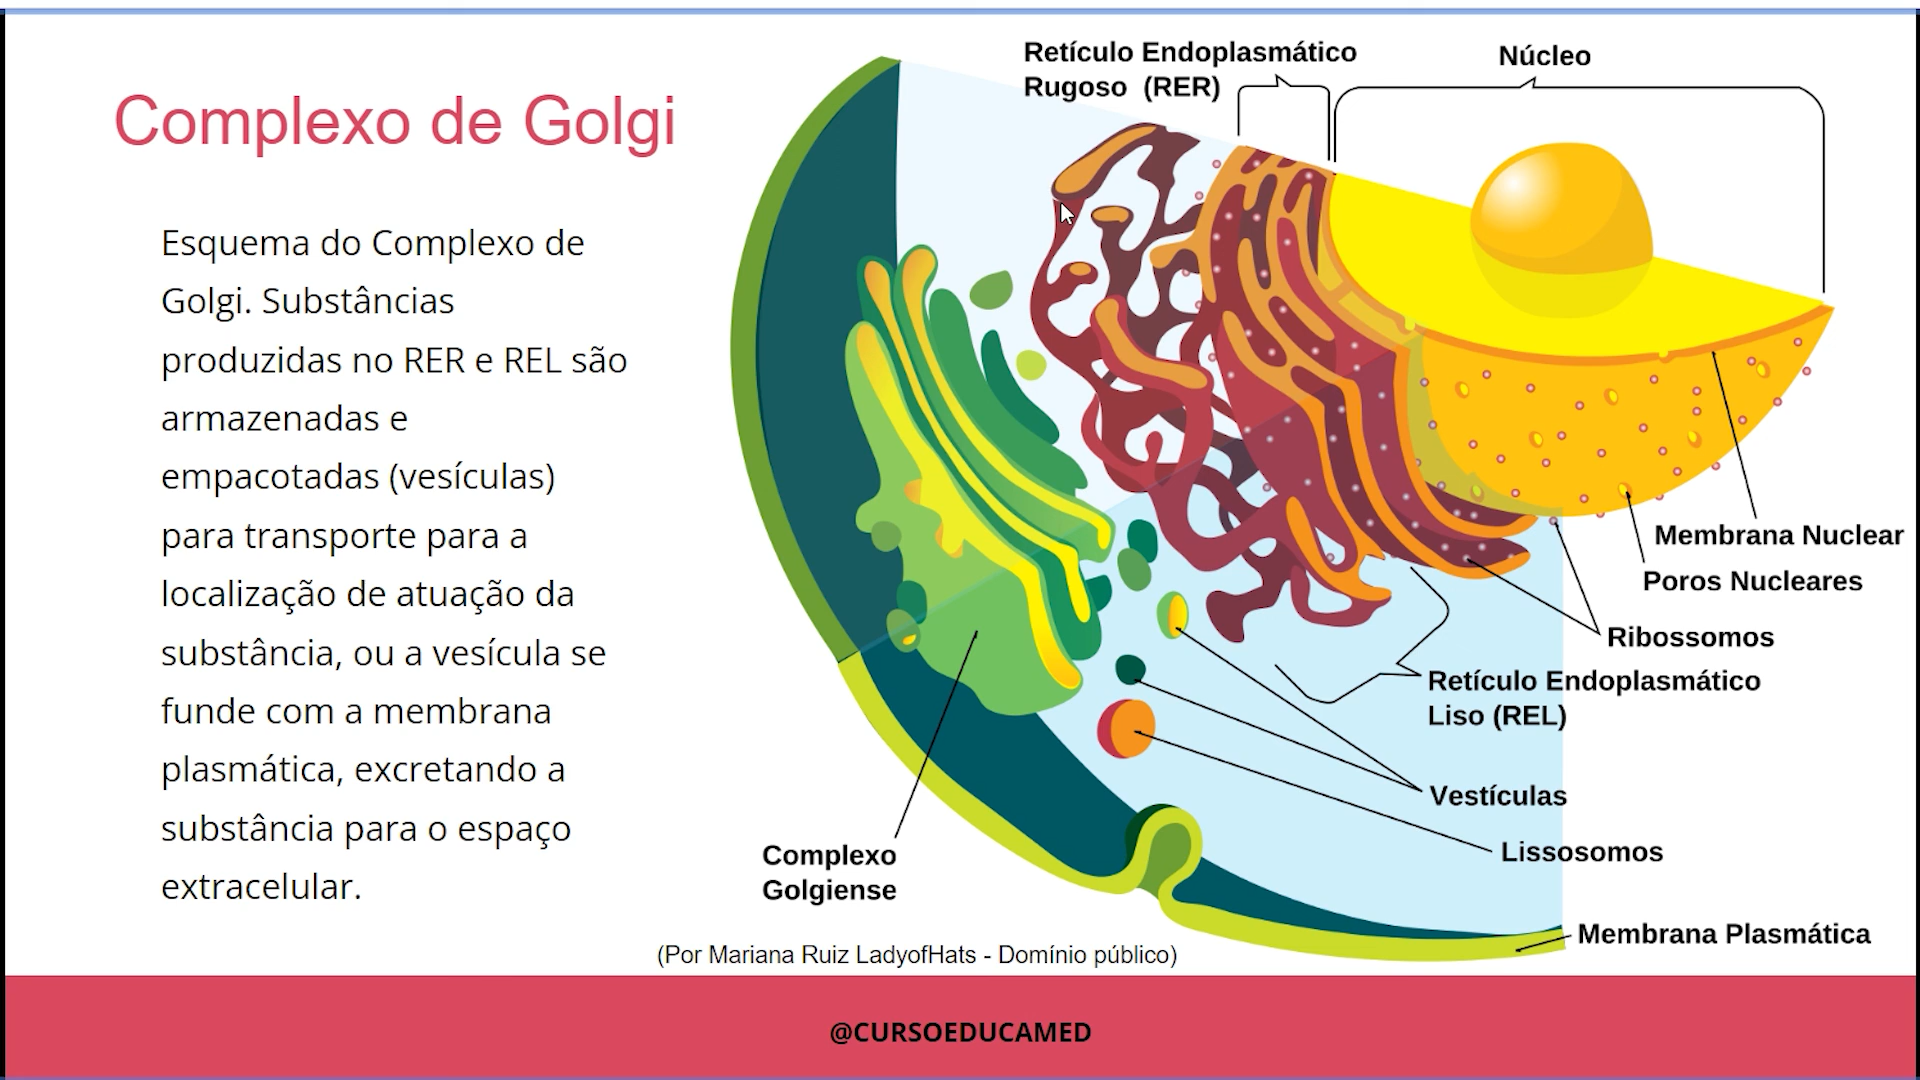 Complexo de Golgi
Esquema do Complexo de
Golgi. Substâncias
produzidas no RER e REL são
armazenadas e
empacotadas (vesículas)
para transporte para a
localização de atuação da
substância, ou a vesícula se
funde com a membrana
plasmática, excretando a
substância para o espaço
extracelular.
Retículo Endoplasmático
Rugoso (RER)
Núcleo
Membrana Nuclear
Poros Nucleares
Ribossomos
Retículo Endoplasmático
Liso (REL)
Vestículas
Lissosomos
Complexo
Golgiense
Membrana Plasmática
(Por Mariana Ruiz LadyofHats - Domínio público)
@CURSOEDUCAMED